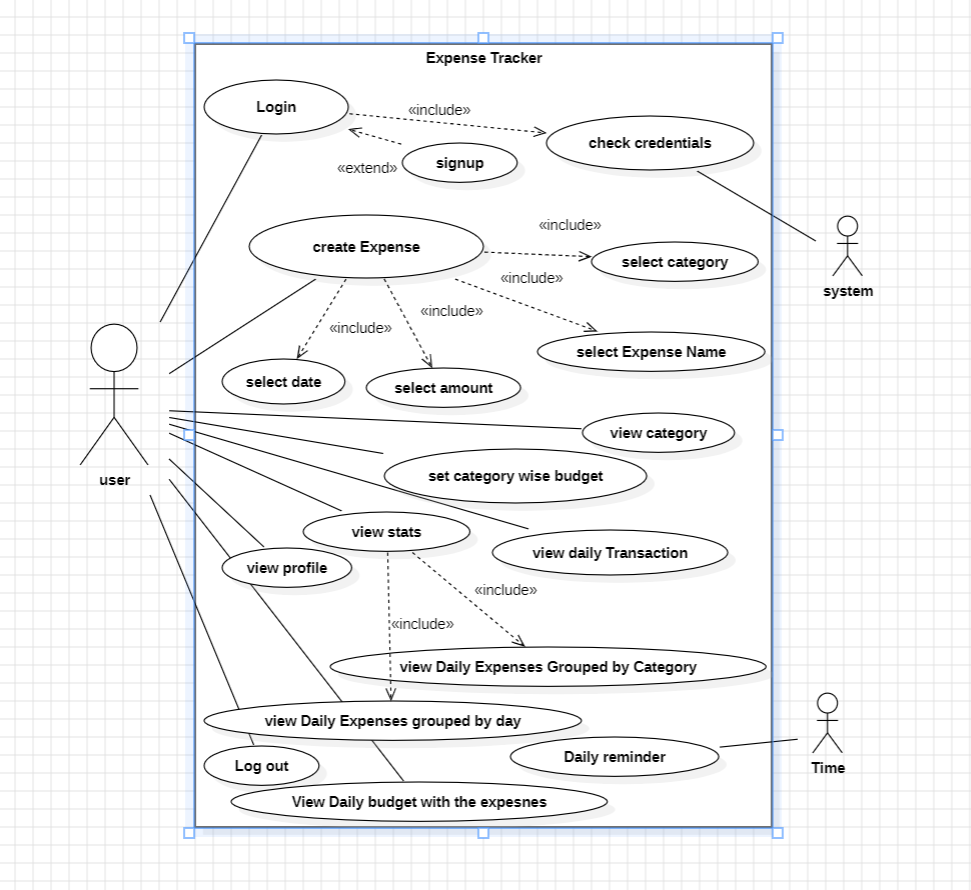 Expense Tracker
Login
«include»
check credentials
«extend»
signup
create Expense
«include»
select category
«include»
«include»
«include»
select Expense Name
select date
select amount
view category
user
set category wise budget
view stats
view daily Transaction
view profile
«include»
«include»
view Daily Expenses Grouped by Category
view Daily Expenses grouped by day
Log out
Daily reminder
View Daily budget with the expesnes
system
Time